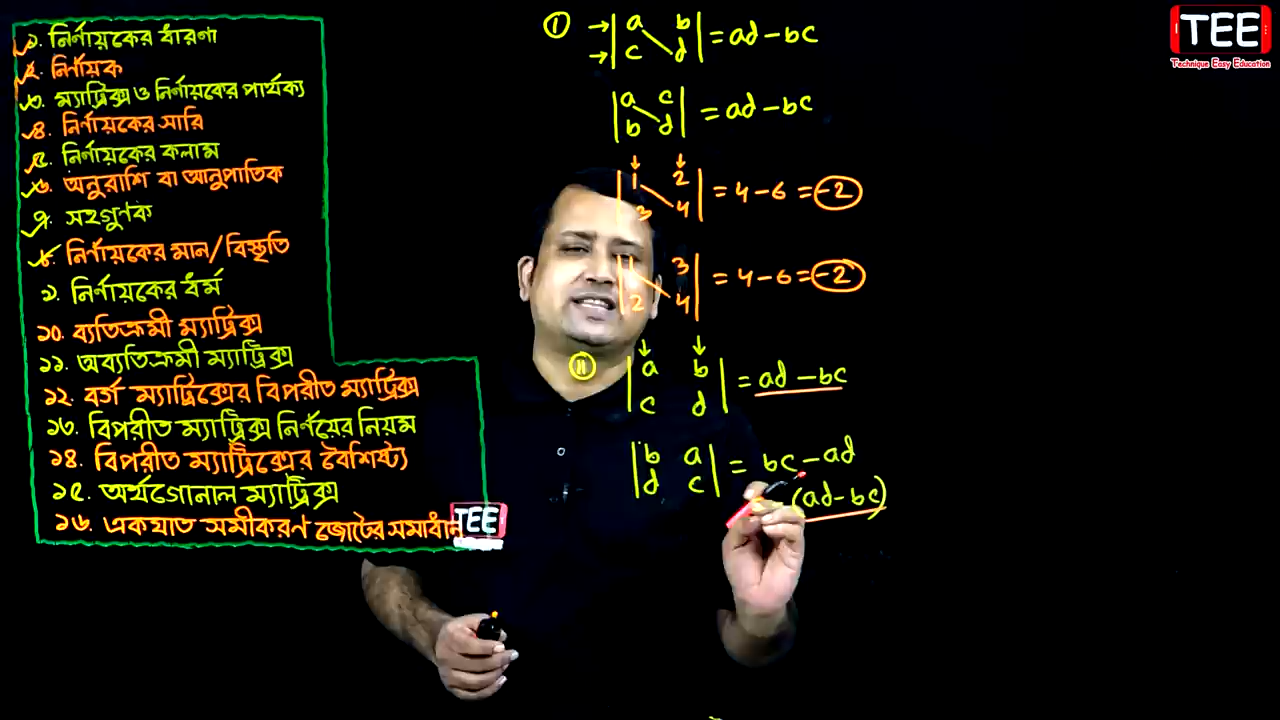 ১. নির্ণায়কের ধারণা
২. নির্ণায়ক
৩. ম্যাট্রিক্স ও নির্ণায়কের পার্থক্য
৪. নির্ণায়কের সারি
৫. নির্ণায়কের কলাম
৬. অনুরাশি বা আনুপাতিক
৭. সহগুণক
৮. নির্ণায়কের মান/বিস্তৃতি
৯. নির্ণায়কের ধর্ম
১০. ব্যতিক্রমী ম্যাট্রিক্স
১১. অব্যতিক্রমী ম্যাট্রিক্স
১২. বর্গ ম্যাট্রিক্সের বিপরীত ম্যাট্রিক্স
১৩. বিপরীত ম্যাট্রিক্স নির্ণয়ের নিয়ম
১৪. বিপরীত ম্যাট্রিক্সের বৈশিষ্ট্য
১৫. অর্থগোনাল ম্যাট্রিক্স
১৬. একঘাত সমীকরণ জোটের সমাধান
TEE
① → | a b |
→ | c d | = ad - bc
| a c |
| b d | = ad - bc
↓ ↓
| 1 2 |
| 3 4 | = 4 - 6 = -2
| 1 3 |
| 2 4 | = 4 - 6 = -2
↓ ↓
⑪ | a b |
| c d | = ad - bc
| b a |
| d c | = bc - ad
(ad - bc)
TEE
Technique Easy Education